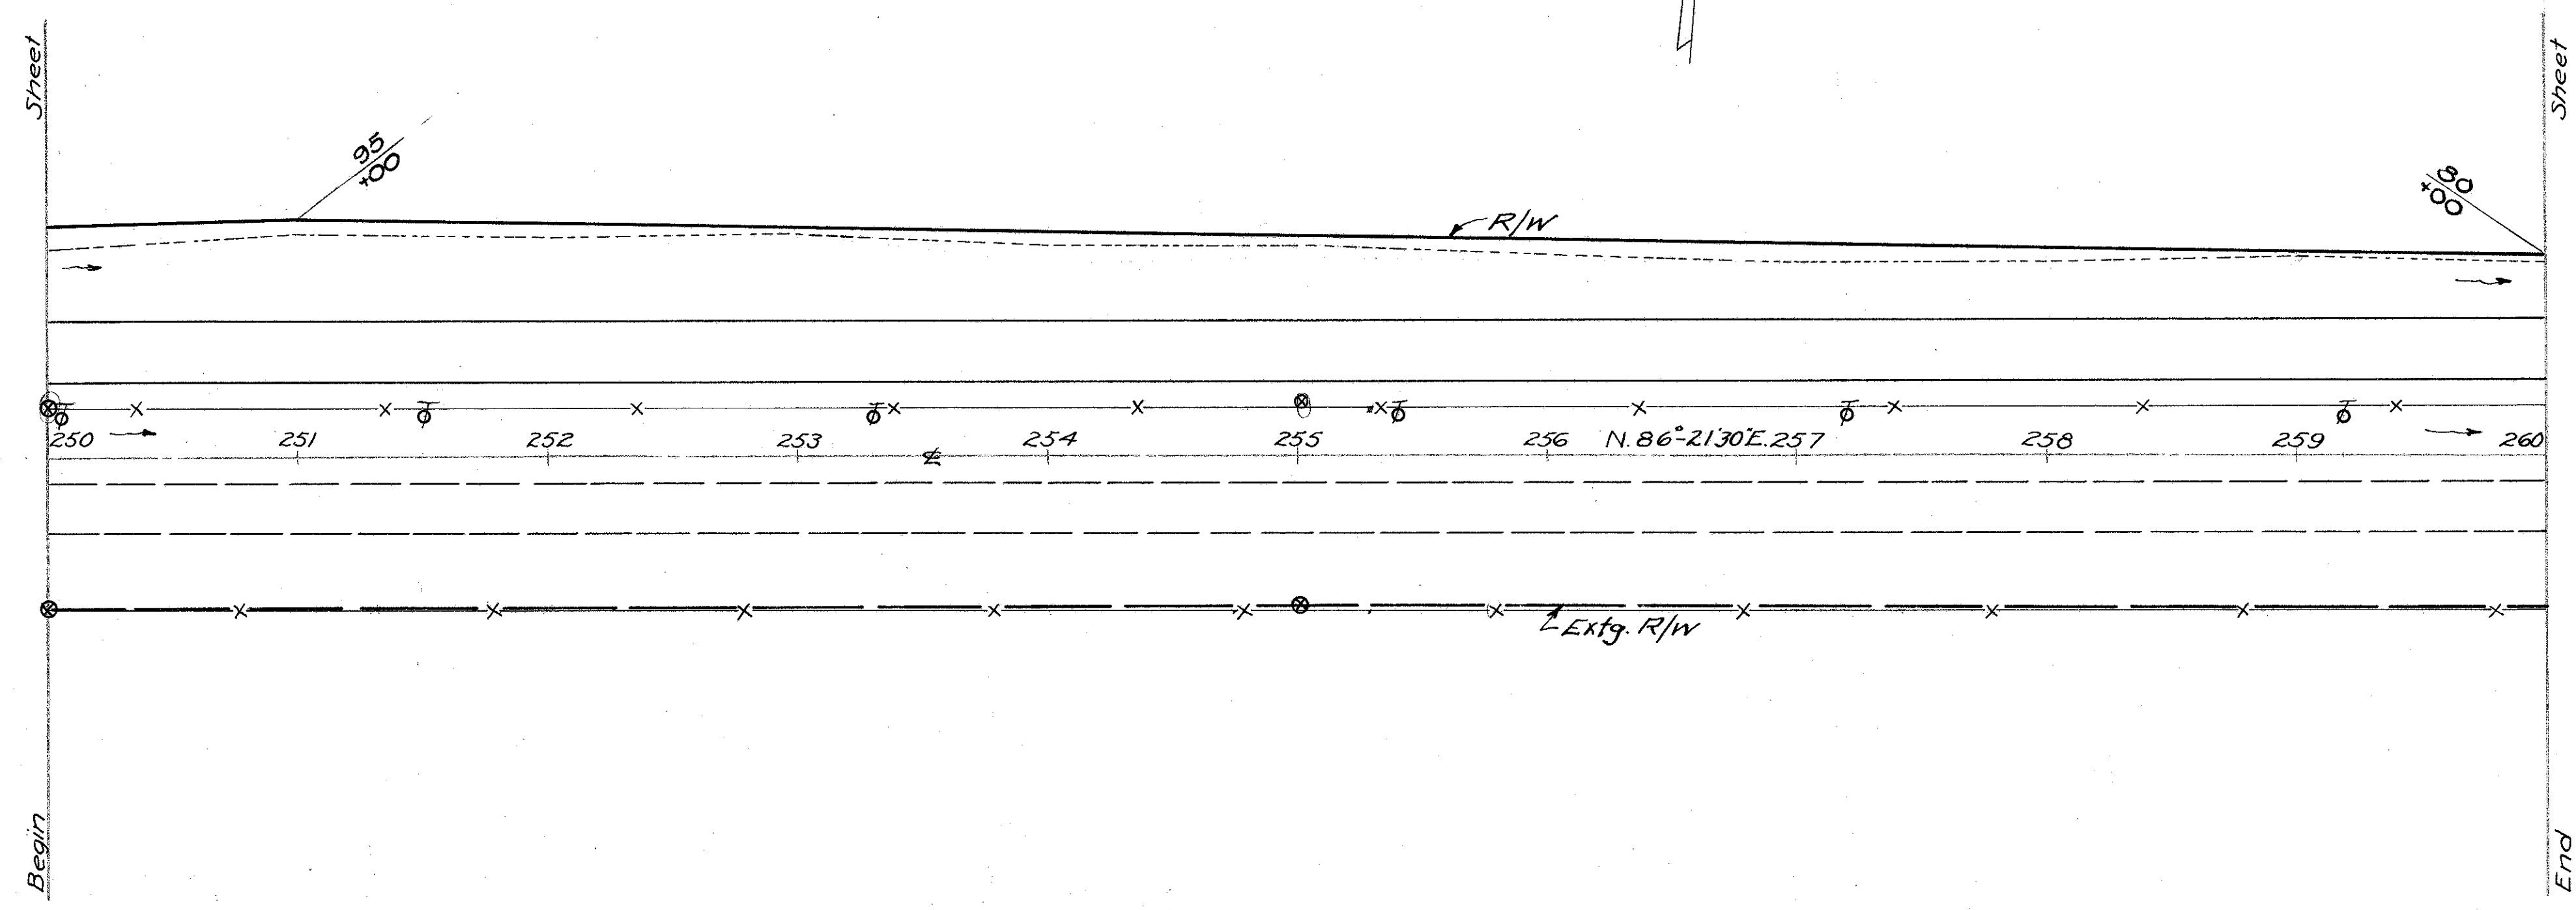 Sheet
Sheet
95
+00
80
+00
R/W
250 251 252 253 254 255 256 N. 86°-21'30"E. 257 258 259 260
℄
Extg. R/W
Begin
End